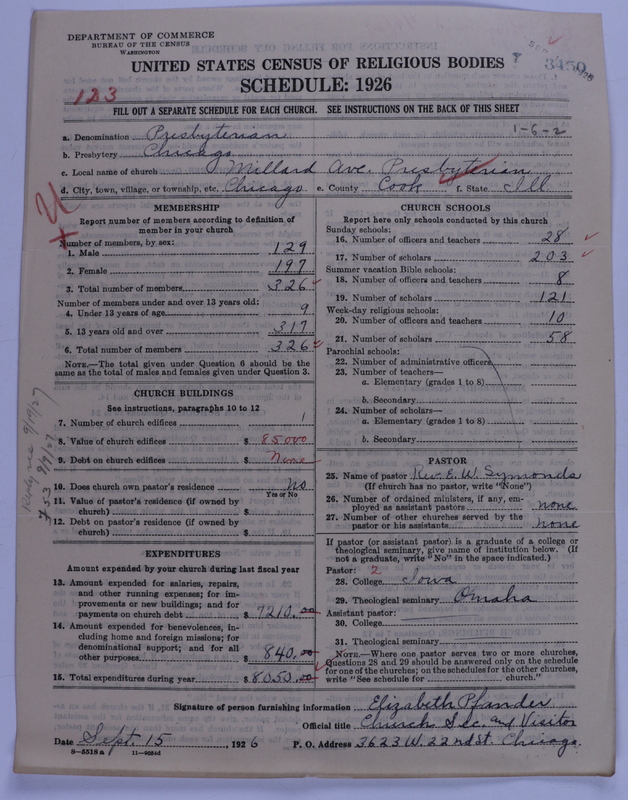 DEPARTMENT OF COMMERCE
BUREAU OF THE CENSUS
WASHINGTON
3450
UNITED STATES CENSUS OF RELIGIOUS BODIES
SCHEDULE: 1926
123
FILL OUT A SEPARATE SCHEDULE FOR EACH CHURCH. SEE INSTRUCTIONS ON THE BACK OF THIS SHEET
1-6-2
a. Denomination Presbyterian
b. Presbytery Chicago
c. Local name of church Millard Ave. Presbyterian
d. City, town, village, or township, etc. Chicago e. County Cook f. State Ill.
MEMBERSHIP
Report number of members according to definition of member in your church
Number of members, by sex:
1. Male 129
2. Female 197
3. Total number of members 326
Number of members under and over 13 years old:
4. Under 13 years of age 9
5. 13 years old and over 317
6. Total number of members 326
NOTE.—The total given under Question 6 should be the same as the total of males and females given under Question 3.
CHURCH BUILDINGS
See instructions, paragraphs 10 to 12
7. Number of church edifices 1
8. Value of church edifices $ 85000
9. Debt on church edifices $ None
10. Does church own pastor's residence No
Yes or No
11. Value of pastor's residence (if owned by church) $
12. Debt on pastor's residence (if owned by church) $
EXPENDITURES
Amount expended by your church during last fiscal year
13. Amount expended for salaries, repairs, and other running expenses; for improvements or new buildings; and for payments on church debt $ 7210.00
14. Amount expended for benevolences, including home and foreign missions; for denominational support; and for all other purposes $ 840.00
15. Total expenditures during year $ 8050.00
CHURCH SCHOOLS
Report here only schools conducted by this church
Sunday schools:
16. Number of officers and teachers 28
17. Number of scholars 203
Summer vacation Bible schools:
18. Number of officers and teachers 8
19. Number of scholars 121
Week-day religious schools:
20. Number of officers and teachers 10
21. Number of scholars 58
Parochial schools:
22. Number of administrative officers
23. Number of teachers—
a. Elementary (grades 1 to 8)
b. Secondary
24. Number of scholars—
a. Elementary (grades 1 to 8)
b. Secondary
PASTOR
25. Name of pastor Rev. E. W. Symonds
(If church has no pastor, write "None")
26. Number of ordained ministers, if any, employed as assistant pastors none
27. Number of other churches served by the pastor or his assistants none
If pastor (or assistant pastor) is a graduate of a college or theological seminary, give name of institution below. (If not a graduate, write "No" in the space indicated.)
Pastor: 2
28. College Iowa
29. Theological seminary Omaha
Assistant pastor:
30. College
31. Theological seminary
NOTE.—Where one pastor serves two or more churches, Questions 28 and 29 should be answered only on the schedule for one of the churches; on the schedules for the other churches, write "See schedule for ........ church."
Signature of person furnishing information Elizabeth Pfander
Official title Church Sec. and Visitor
Date Sept. 15, 1926 P. O. Address 3623 W. 22nd St. Chicago.
8-5518 a